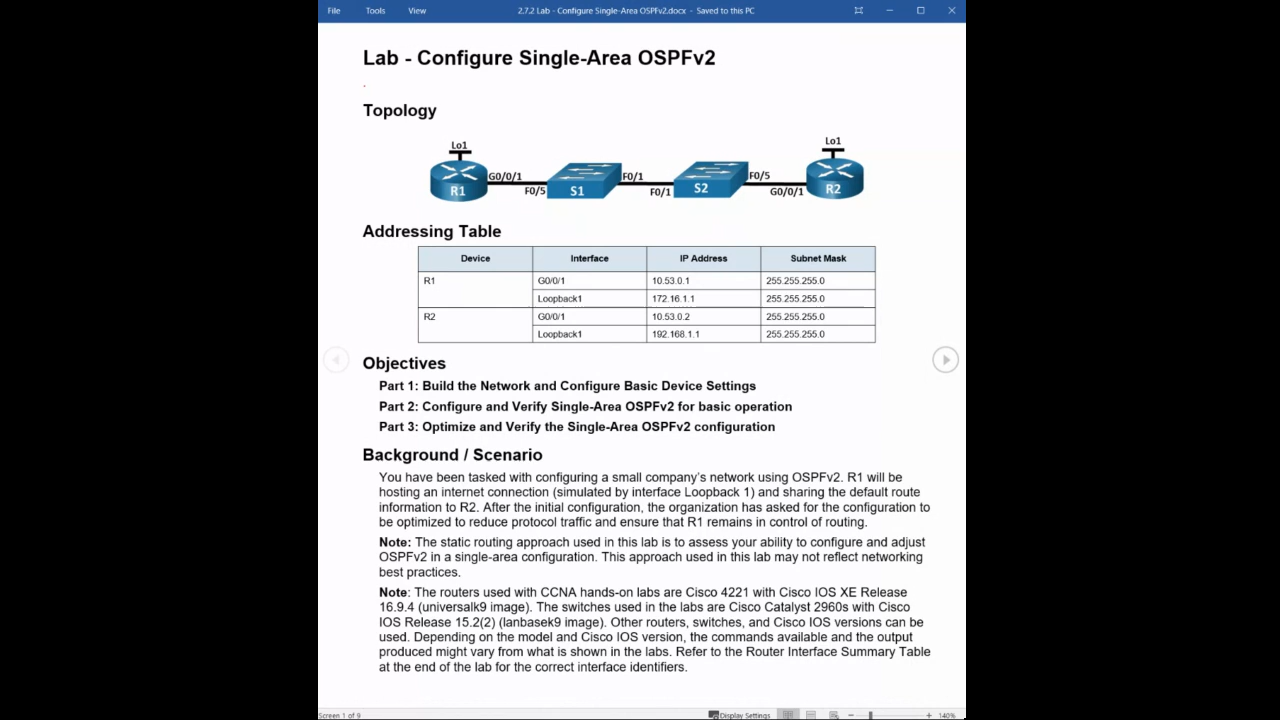 File Tools View 2.7.2 Lab - Configure Single-Area OSPFv2.docx - Saved to this PC
Lab - Configure Single-Area OSPFv2
Topology
Lo1 Lo1
G0/0/1 F0/1 F0/5
R1 F0/5 S1 F0/1 S2 G0/0/1 R2
Addressing Table
Device Interface IP Address Subnet Mask
R1 G0/0/1 10.53.0.1 255.255.255.0
Loopback1 172.16.1.1 255.255.255.0
R2 G0/0/1 10.53.0.2 255.255.255.0
Loopback1 192.168.1.1 255.255.255.0
Objectives
Part 1: Build the Network and Configure Basic Device Settings
Part 2: Configure and Verify Single-Area OSPFv2 for basic operation
Part 3: Optimize and Verify the Single-Area OSPFv2 configuration
Background / Scenario
You have been tasked with configuring a small company's network using OSPFv2. R1 will be
hosting an internet connection (simulated by interface Loopback 1) and sharing the default route
information to R2. After the initial configuration, the organization has asked for the configuration to
be optimized to reduce protocol traffic and ensure that R1 remains in control of routing.
Note: The static routing approach used in this lab is to assess your ability to configure and adjust
OSPFv2 in a single-area configuration. This approach used in this lab may not reflect networking
best practices.
Note: The routers used with CCNA hands-on labs are Cisco 4221 with Cisco IOS XE Release
16.9.4 (universalk9 image). The switches used in the labs are Cisco Catalyst 2960s with Cisco
IOS Release 15.2(2) (lanbasek9 image). Other routers, switches, and Cisco IOS versions can be
used. Depending on the model and Cisco IOS version, the commands available and the output
produced might vary from what is shown in the labs. Refer to the Router Interface Summary Table
at the end of the lab for the correct interface identifiers.
Screen 1 of 9 Display Settings 140%